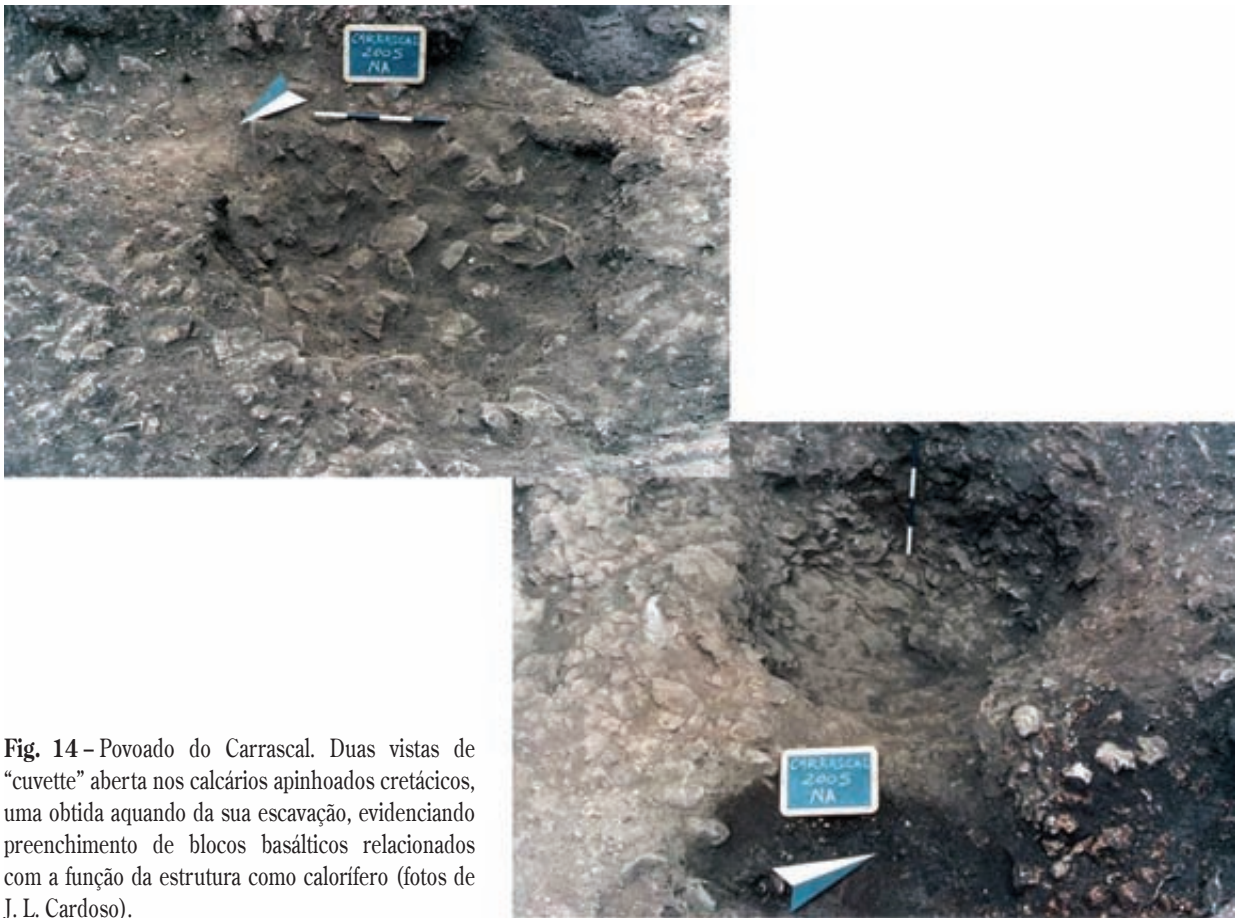 CARRASCAL
2005
NA
CARRASCAL
2005
NA
Fig. 14 – Povoado do Carrascal. Duas vistas de
“cuvette” aberta nos calcários apinhoados cretácicos,
uma obtida aquando da sua escavação, evidenciando
preenchimento de blocos basálticos relacionados
com a função da estrutura como calorífero (fotos de
J. L. Cardoso).